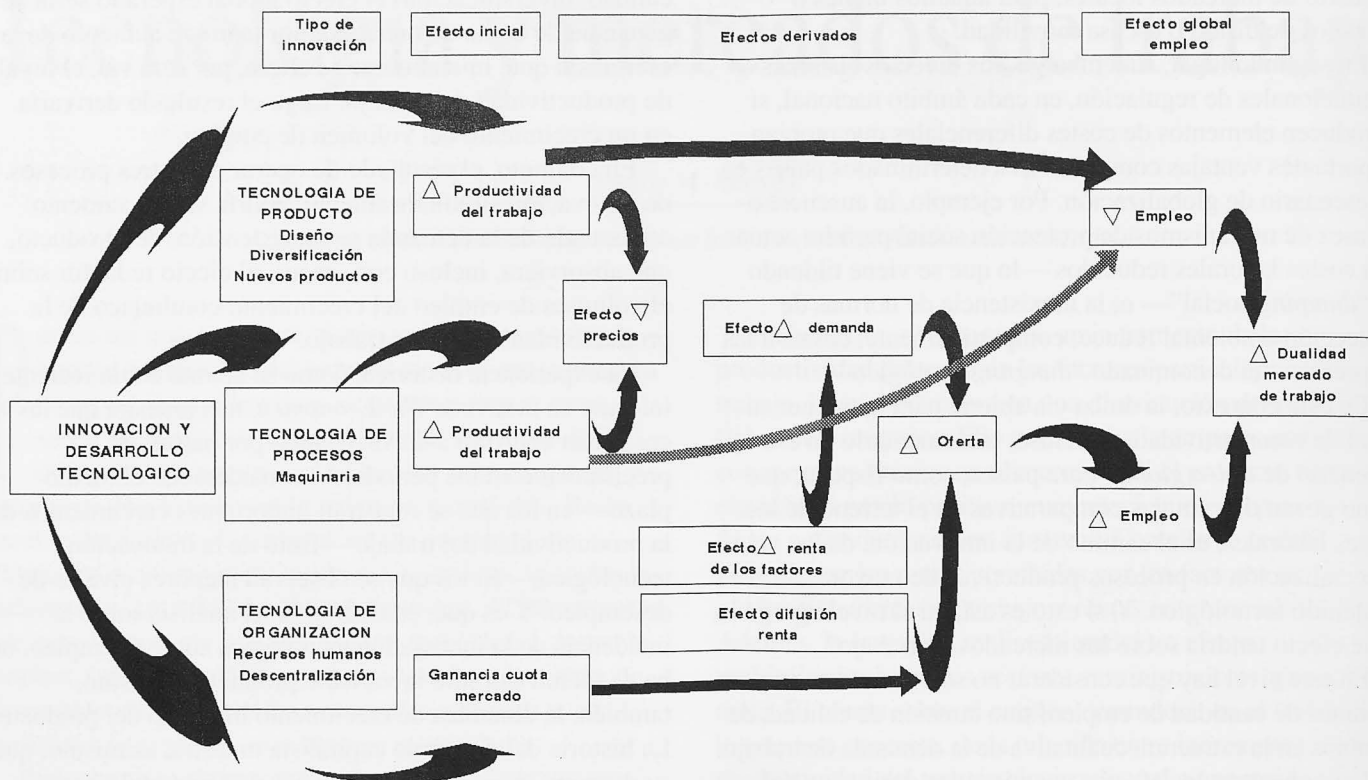 Tipo de
innovación
Efecto inicial
Efectos derivados
Efecto global
empleo
TECNOLOGIA DE
PRODUCTO
Diseño
Diversificación
Nuevos productos
△ Productividad
del trabajo
▽ Empleo
Efecto ▽
precios
Efecto △ demanda
△ Dualidad
mercado
de trabajo
INNOVACION Y
DESARROLLO
TECNOLOGICO
TECNOLOGIA DE
PROCESOS
Maquinaria
△ Productividad
del trabajo
△ Oferta
△ Empleo
Efecto △ renta
de los factores
Efecto difusión
renta
TECNOLOGIA DE
ORGANIZACION
Recursos humanos
Descentralización
Ganancia cuota
mercado